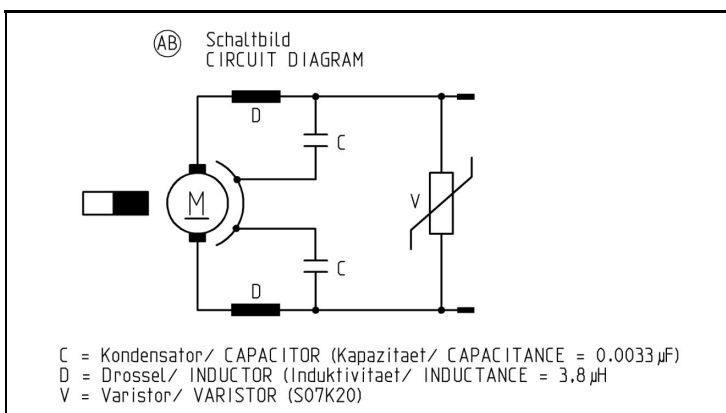 AB Schaltbild
CIRCUIT DIAGRAM
D
C
M
V
C
D
C = Kondensator/ CAPACITOR (Kapazitaet/ CAPACITANCE = 0.0033 µF)
D = Drossel/ INDUCTOR (Induktivitaet/ INDUCTANCE = 3,8 µH
V = Varistor/ VARISTOR (S07K20)